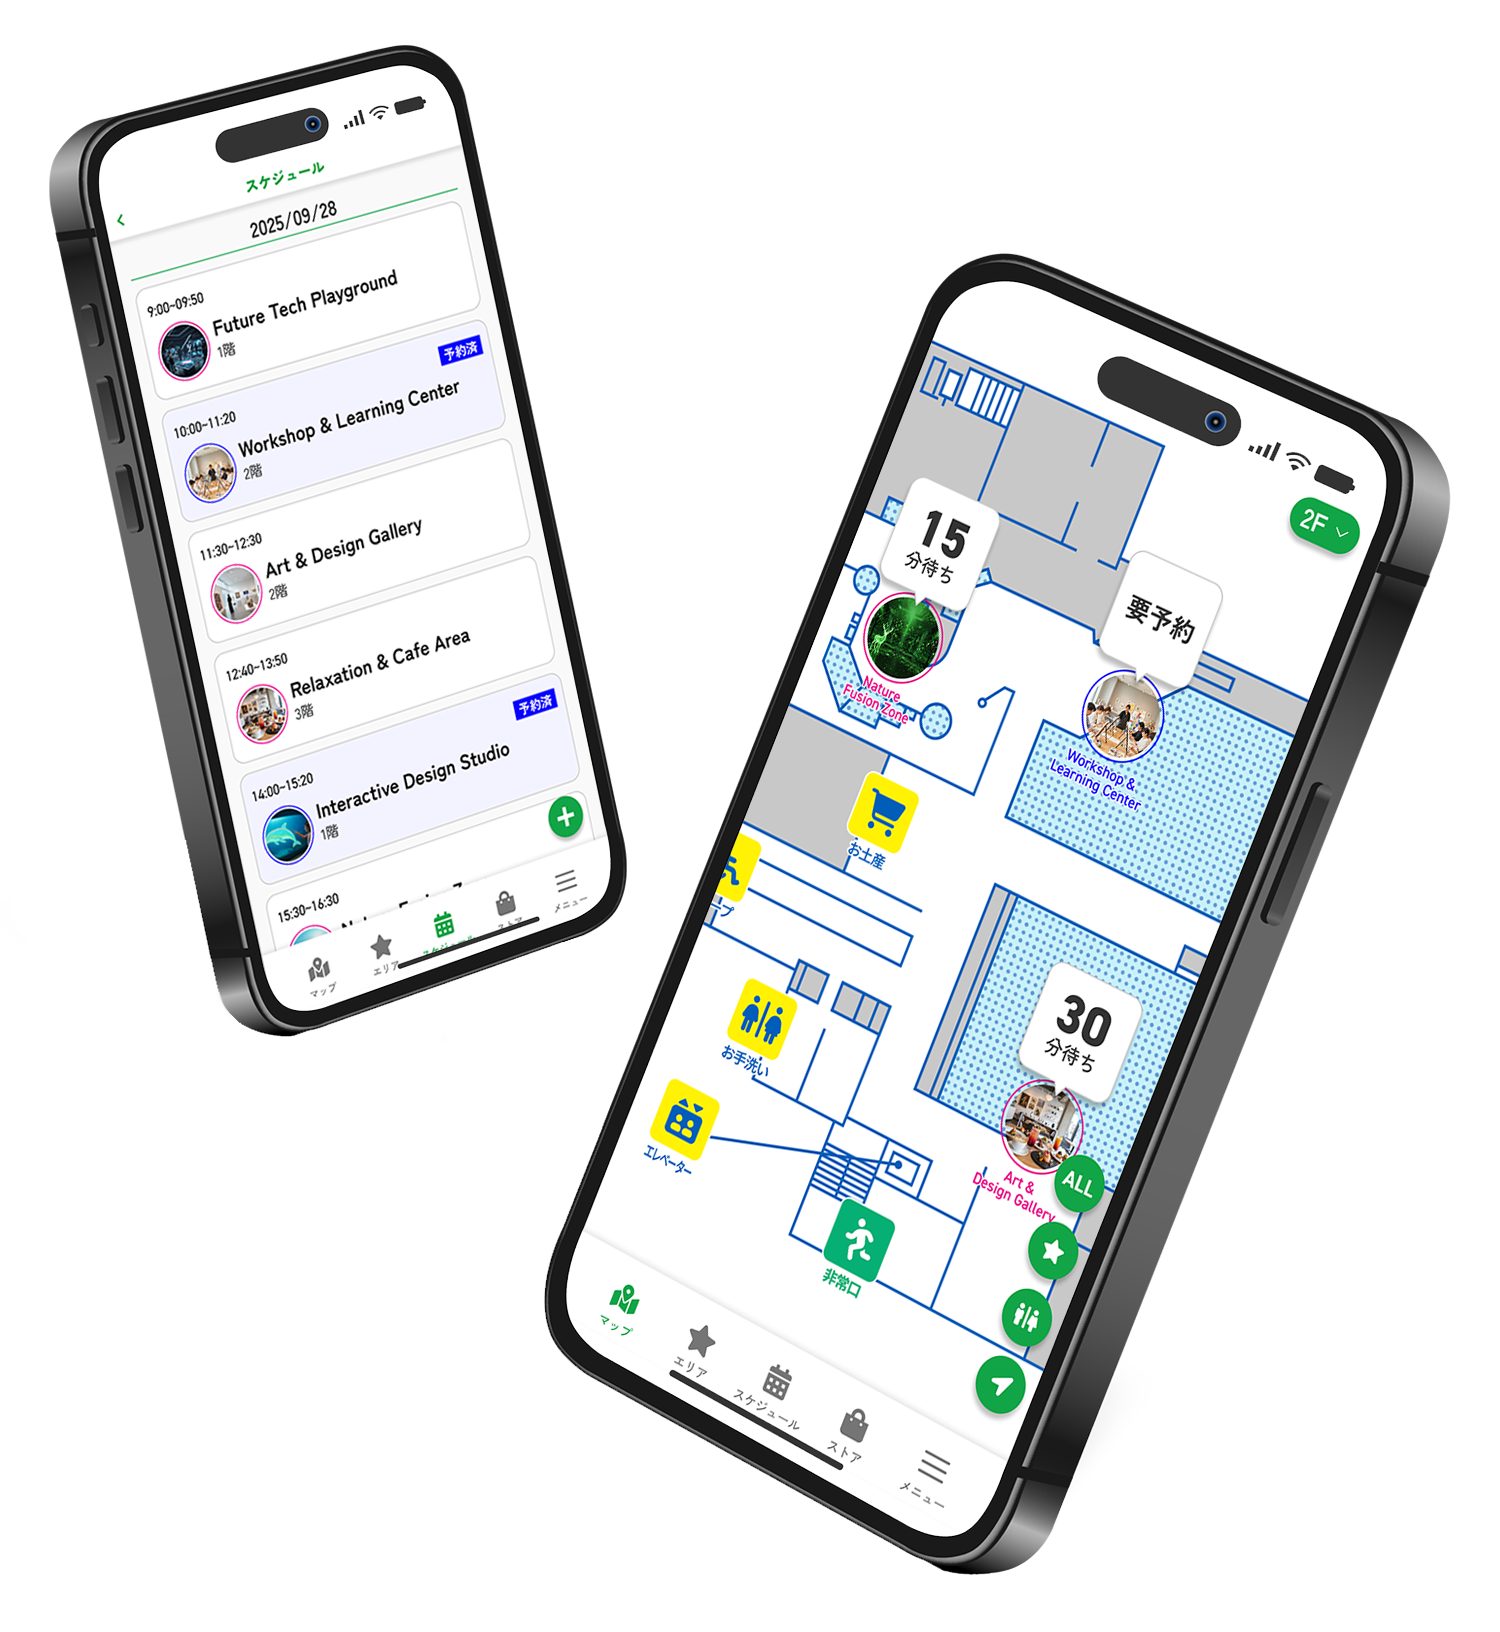 スケジュール
2025/09/28
9:00~09:50
Future Tech Playground
1階
予約済
10:00~11:20
Workshop & Learning Center
2階
11:30~12:30
Art & Design Gallery
2階
12:40~13:50
Relaxation & Cafe Area
3階
予約済
14:00~15:20
Interactive Design Studio
1階
15:30~16:30
マップ
エリア
スケジュール
ストア
メニュー
2F
15
分待ち
Nature
Fusion Zone
要予約
Workshop &
Learning Center
お土産
30
分待ち
Art &
Design Gallery
お手洗い
エレベーター
非常口
ALL
マップ
エリア
スケジュール
ストア
メニュー